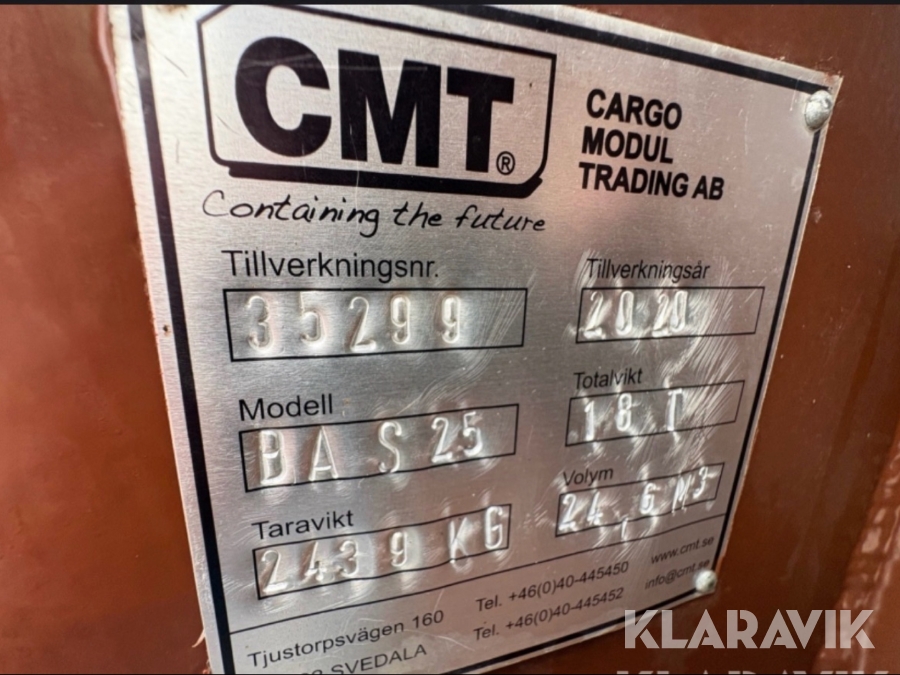 CMT®
CARGO
MODUL
TRADING AB
Containing the future
Tillverkningsnr.
35299
Tillverkningsår
2020
Modell
BA S 25
Totalvikt
18 T
Taravikt
2439 KG
Volym
24,6 M3
Tjustorpsvägen 160
SVEDALA
Tel. +46(0)40-445450
Tel. +46(0)40-445452
www.cmt.se
info@cmt.se
KLARAVIK